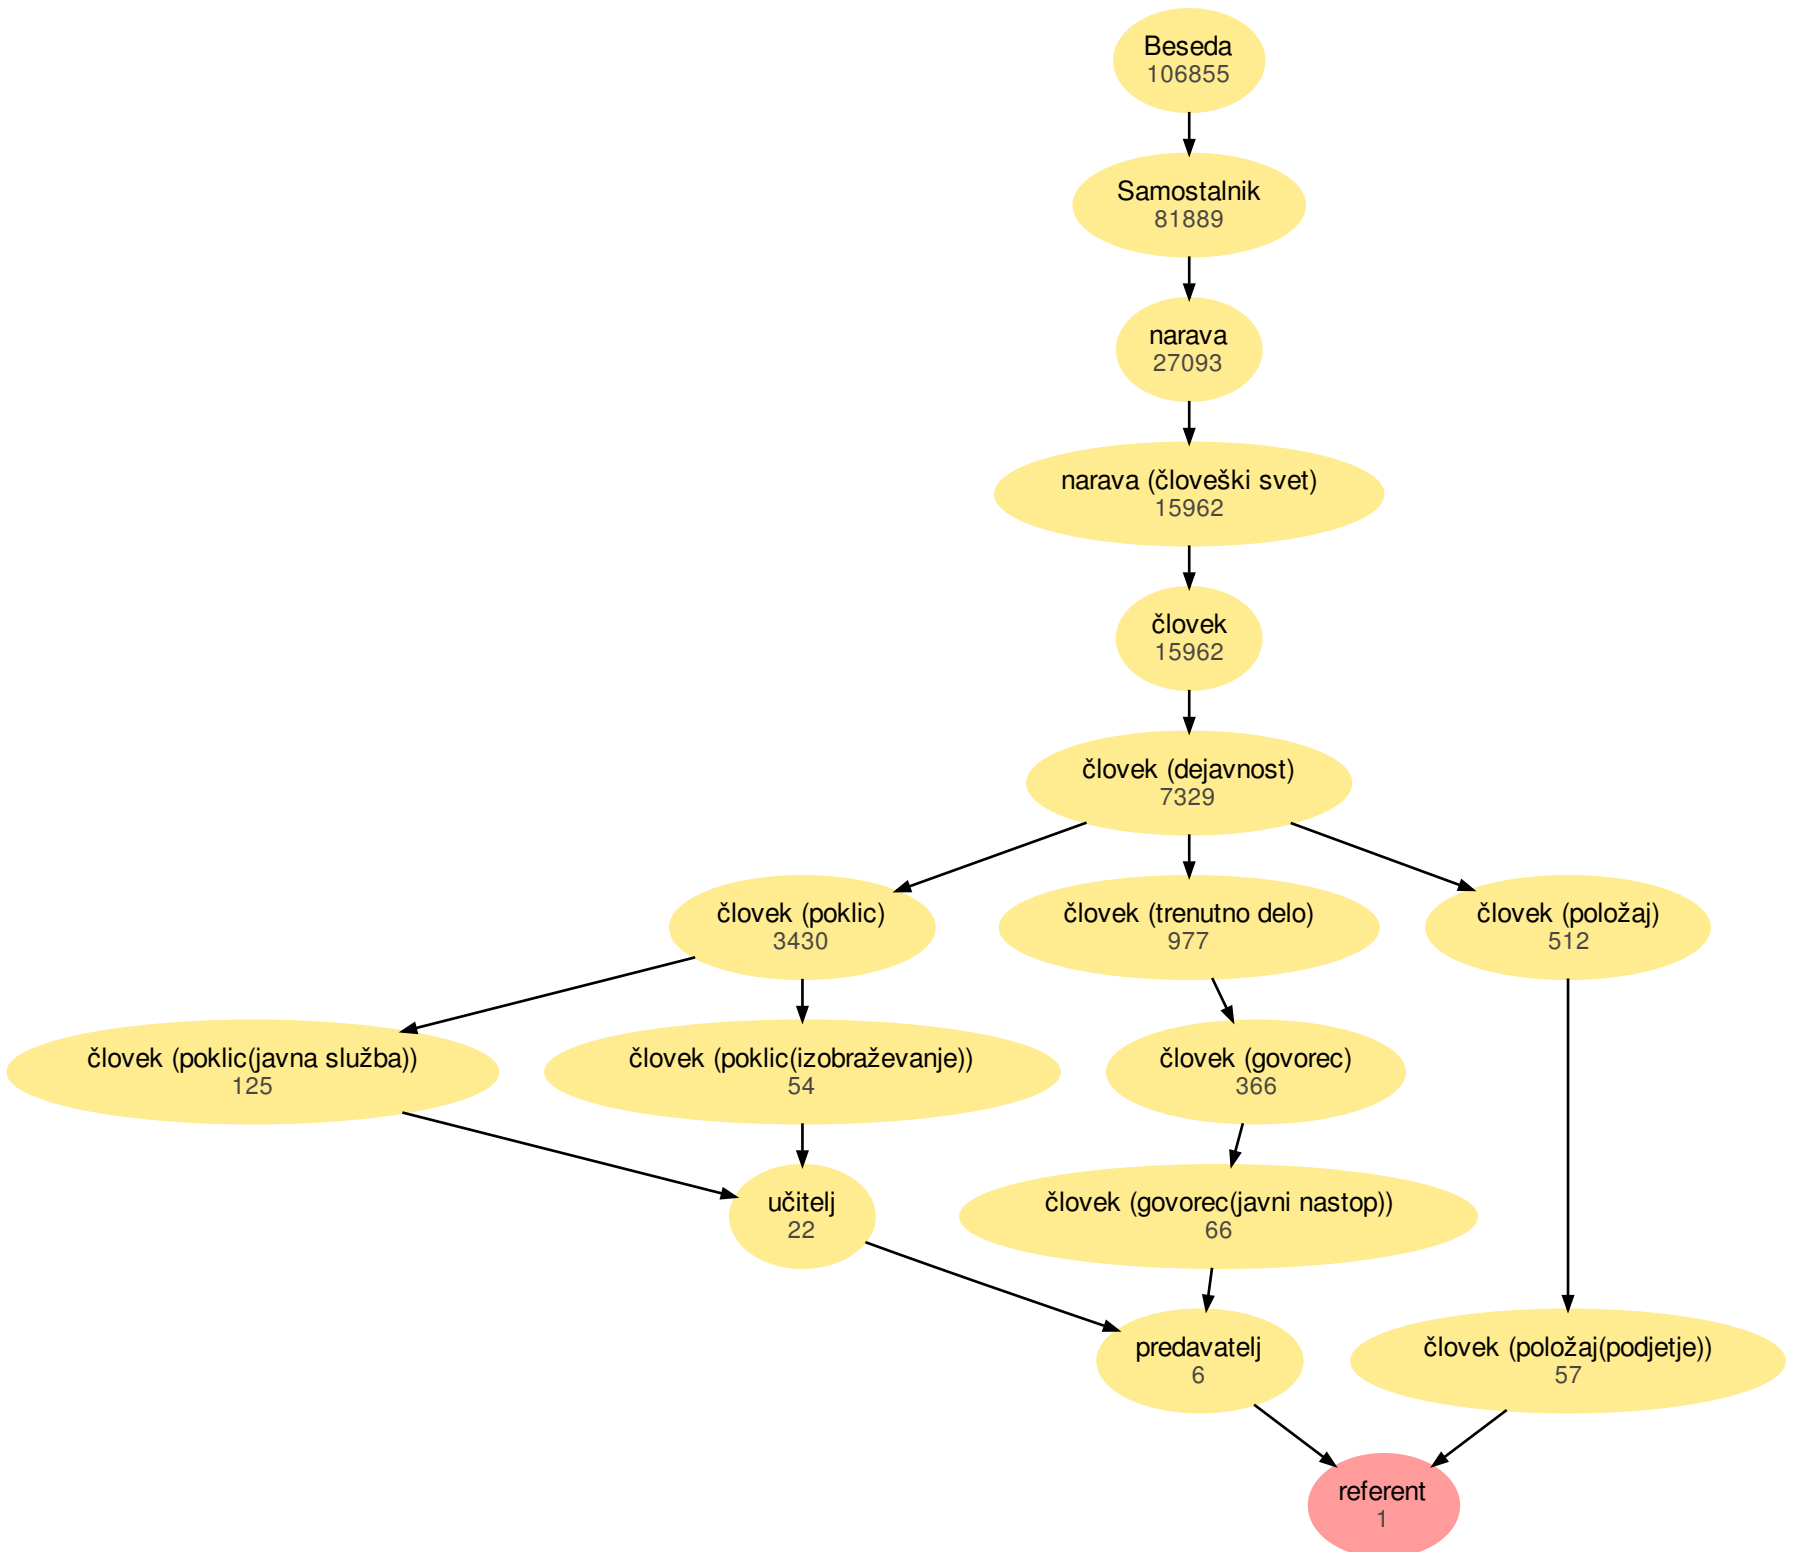 Beseda
106855
Samostalnik
81889
narava
27093
narava (človeški svet)
15962
človek
15962
človek (dejavnost)
7329
človek (poklic)
3430
človek (trenutno delo)
977
človek (položaj)
512
človek (poklic(javna služba))
125
človek (poklic(izobraževanje))
54
človek (govorec)
366
učitelj
22
človek (govorec(javni nastop))
66
predavatelj
6
človek (položaj(podjetje))
57
referent
1